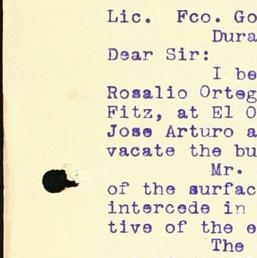 Lic. Fco. Go
Dura
Dear Sir:
I be
Rosalio Orteg
Fitz, at El O
Jose Arturo a
vacate the bu
Mr.
of the surfac
intercede in
tive of the e
The